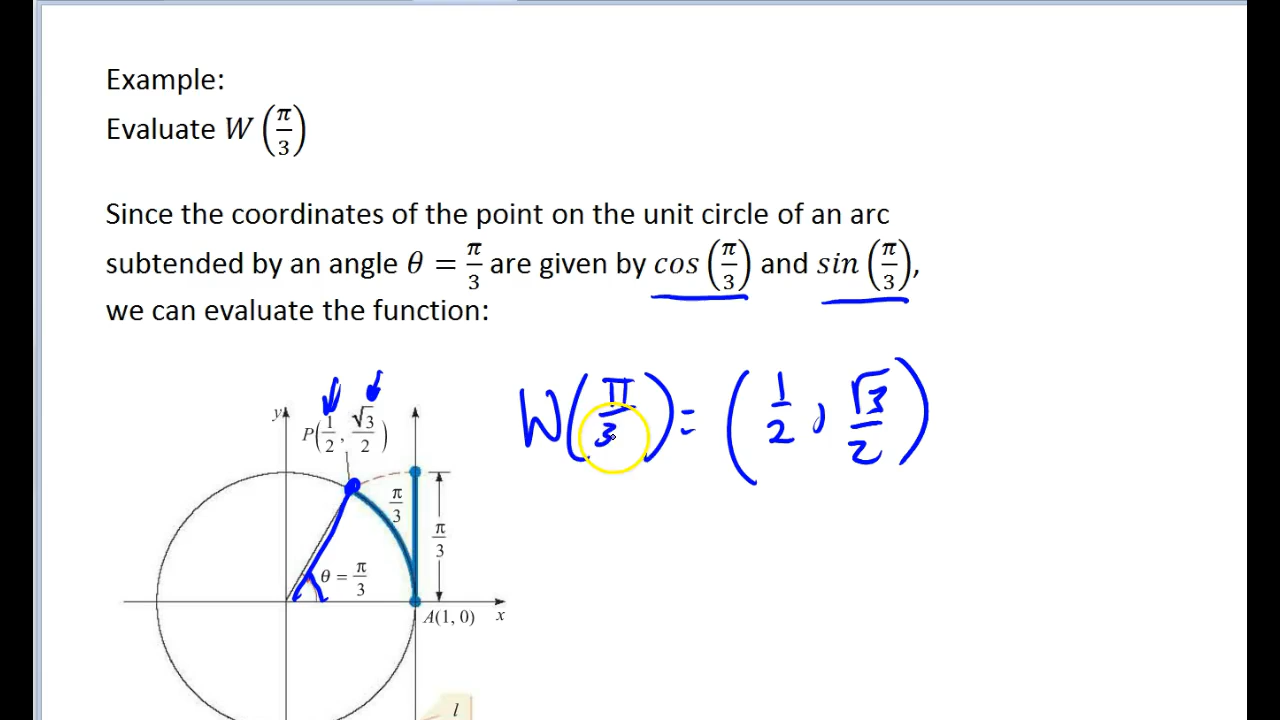 Example:
Evaluate W(π/3)
Since the coordinates of the point on the unit circle of an arc
subtended by an angle θ = π/3 are given by cos(π/3) and sin(π/3),
we can evaluate the function:
W(π/3) = (1/2, √3/2)
y
P(1/2, √3/2)
π/3
π/3
θ = π/3
A(1, 0) x
l